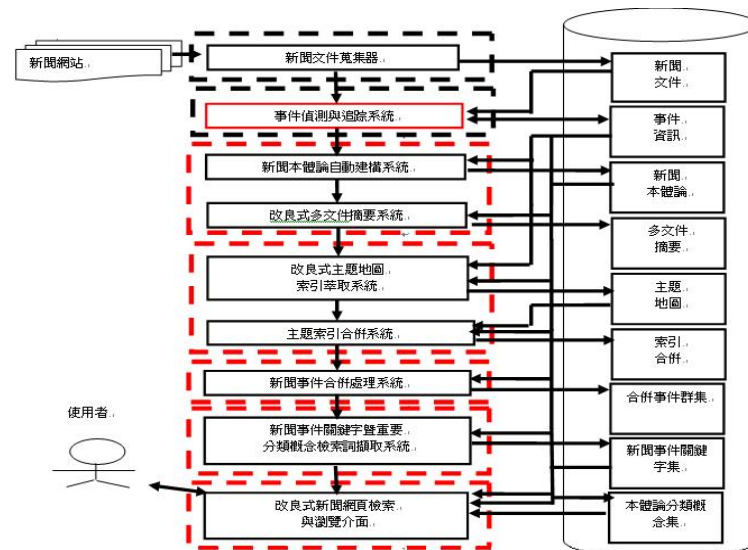 新聞網站
新聞文件蒐集器
事件偵測與追踪系統
新聞本體論自動建構系統
改良式多文件摘要系統
改良式主題地圖
索引萃取系統
主題索引合併系統
新聞事件合併處理系統
新聞事件關鍵字暨重要
分類概念檢索詞擷取系統
改良式新聞網頁檢索
與瀏覽介面
使用者
新聞
文件
事件
資訊
新聞
本體論
多文件
摘要
主題
地圖
索引
合併
合併事件群集
新聞事件關鍵
字集
本體論分類概
念集